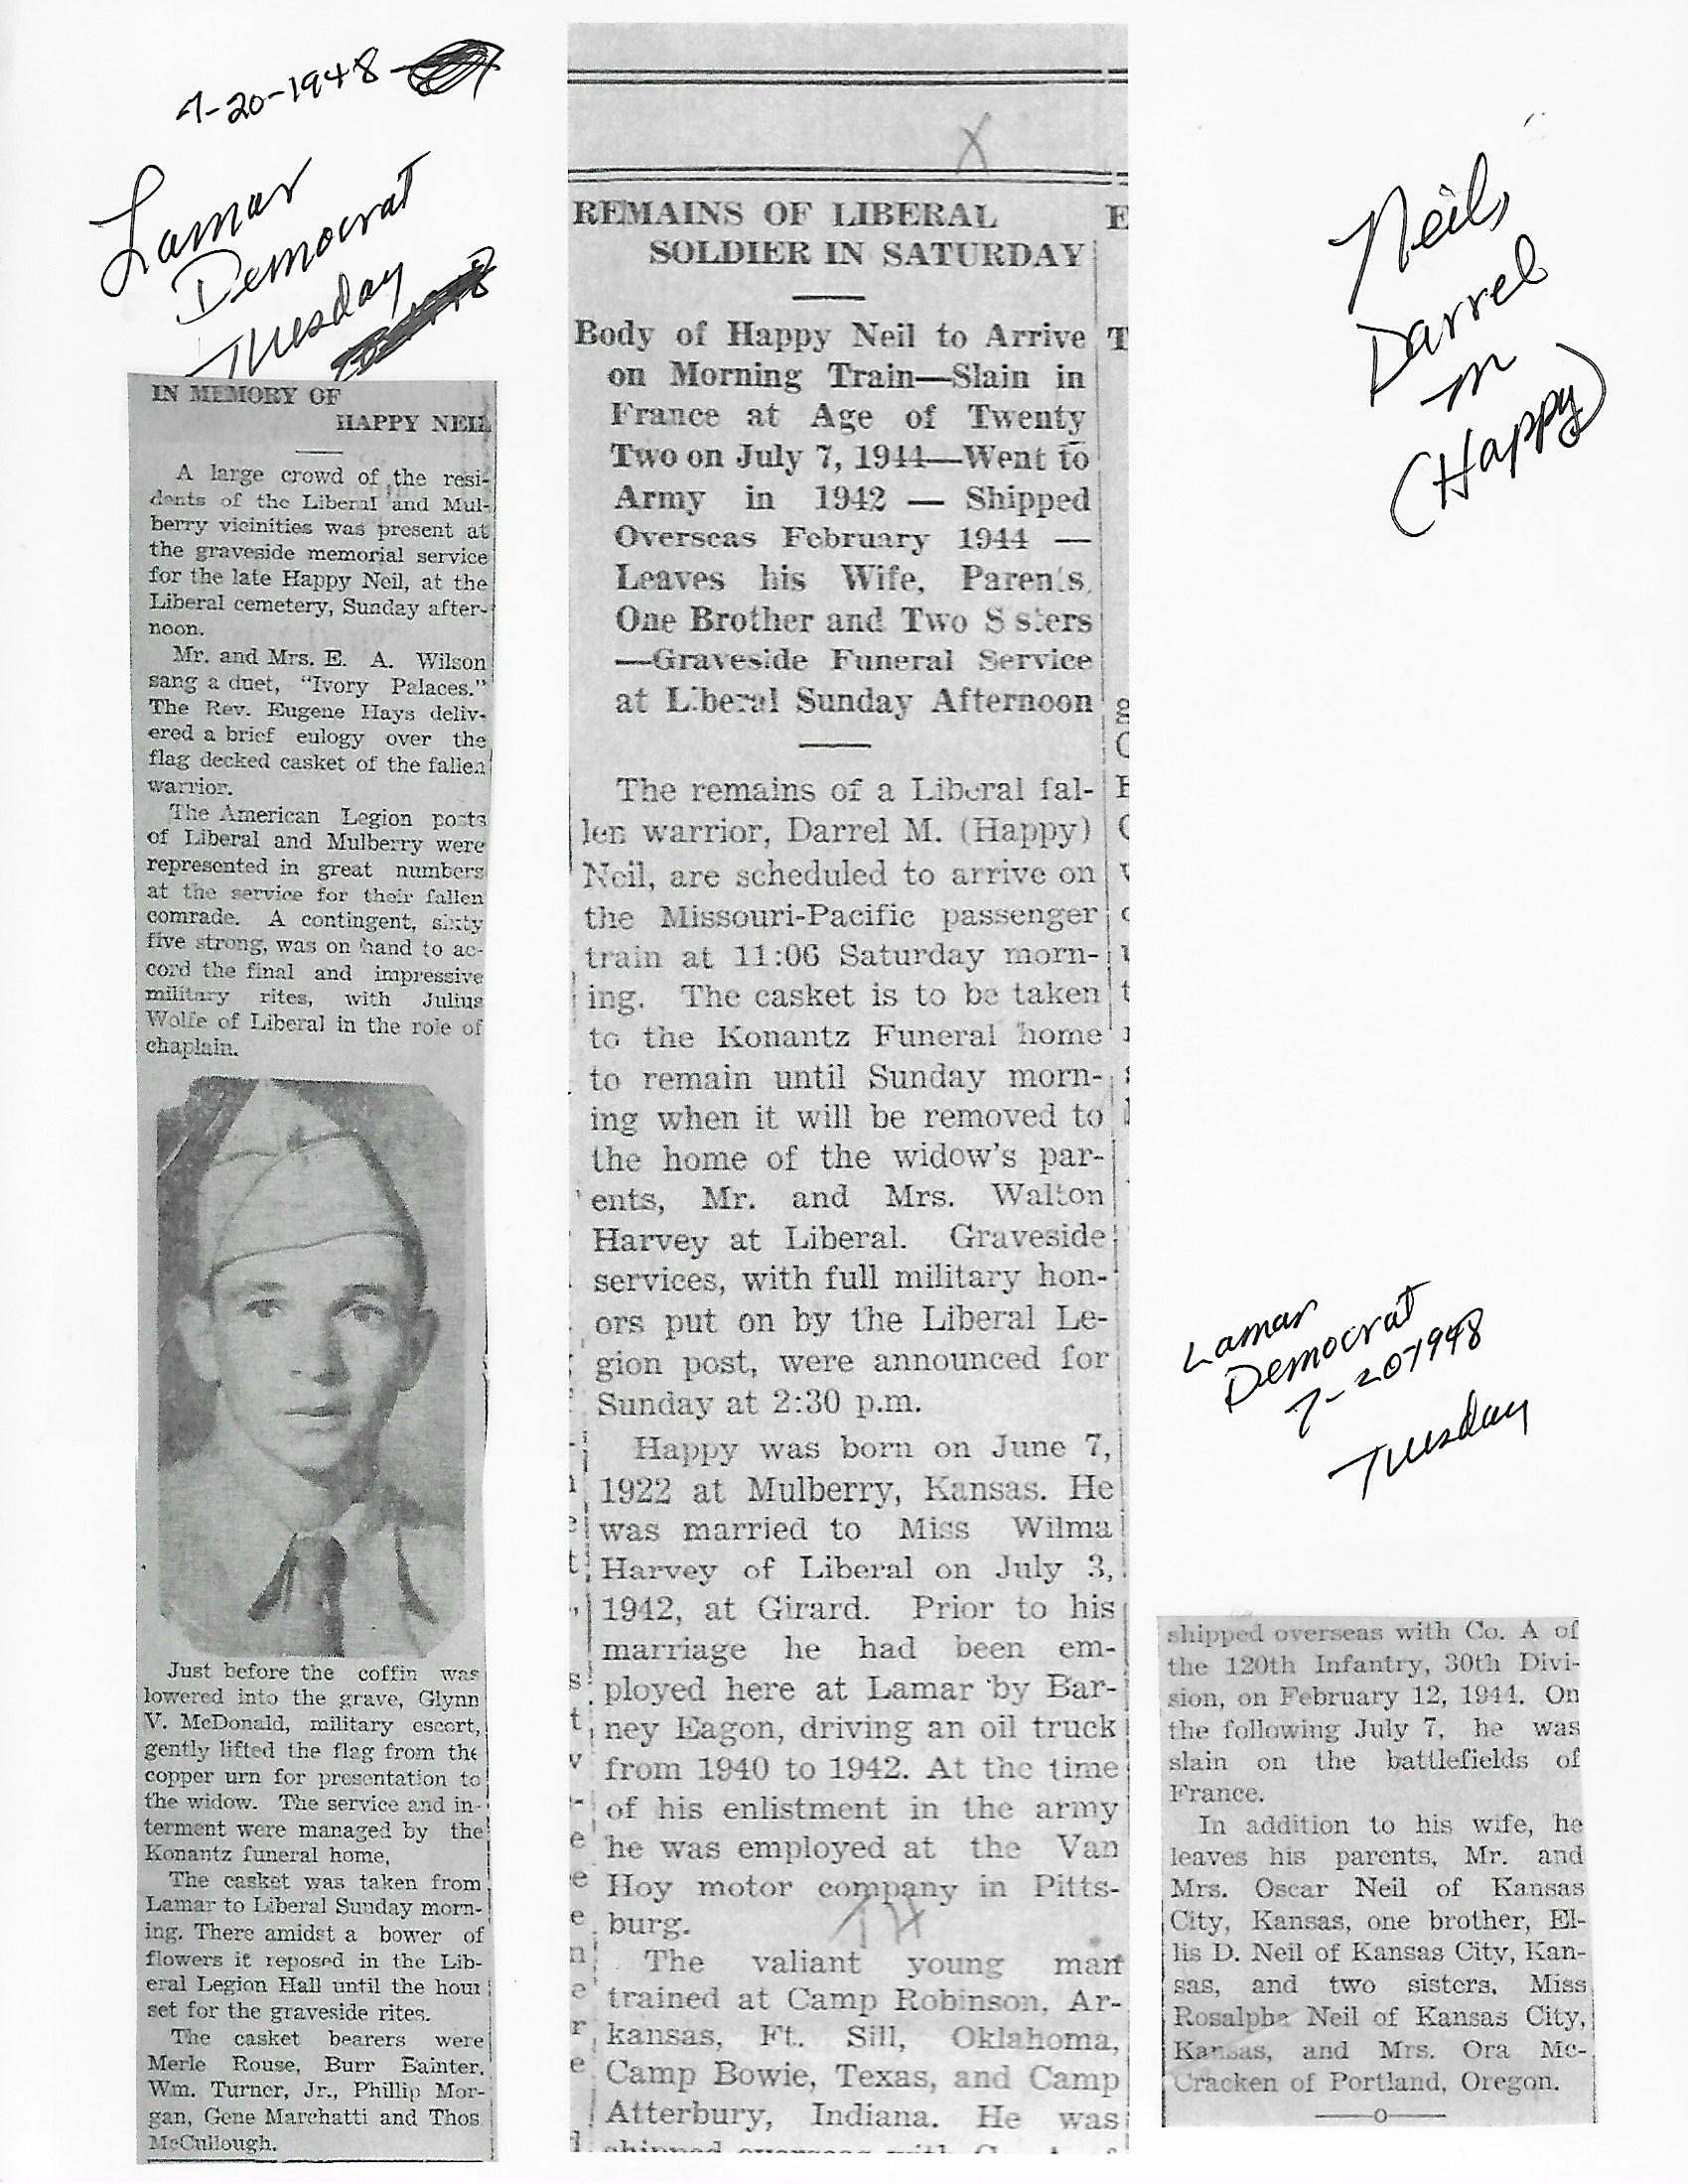 7-20-1948
Lamar
Democrat
Tuesday
IN MEMORY OF
HAPPY NEIL
A large crowd of the resi-
dents of the Liberal and Mul-
berry vicinities was present at
the graveside memorial service
for the late Happy Neil, at the
Liberal cemetery, Sunday after-
noon.
Mr. and Mrs. E. A. Wilson
sang a duet, "Ivory Palaces."
The Rev. Eugene Hays deliv-
ered a brief eulogy over the
flag decked casket of the fallen
warrior.
The American Legion posts
of Liberal and Mulberry were
represented in great numbers
at the service for their fallen
comrade. A contingent, sixty
five strong, was on hand to ac-
cord the final and impressive
military rites, with Julius
Wolfe of Liberal in the role of
chaplain.
Just before the coffin was
lowered into the grave, Glynn
V. McDonald, military escort,
gently lifted the flag from the
copper urn for presentation to
the widow. The service and in-
terment were managed by the
Konantz funeral home,
The casket was taken from
Lamar to Liberal Sunday morn-
ing. There amidst a bower of
flowers it reposed in the Lib-
eral Legion Hall until the hour
set for the graveside rites.
The casket bearers were
Merle Rouse, Burr Bainter,
Wm. Turner, Jr., Phillip Mor-
gan, Gene Marchatti and Thos
McCullough.
X
REMAINS OF LIBERAL
SOLDIER IN SATURDAY
Body of Happy Neil to Arrive
on Morning Train—Slain in
France at Age of Twenty
Two on July 7, 1944—Went to
Army in 1942 — Shipped
Overseas February 1944 —
Leaves his Wife, Parents,
One Brother and Two S sters
—Graveside Funeral Service
at Liberal Sunday Afternoon
The remains of a Liberal fal-
len warrior, Darrel M. (Happy)
Neil, are scheduled to arrive on
the Missouri-Pacific passenger
train at 11:06 Saturday morn-
ing. The casket is to be taken
to the Konantz Funeral home
to remain until Sunday morn-
ing when it will be removed to
the home of the widow's par-
ents, Mr. and Mrs. Walton
Harvey at Liberal. Graveside
services, with full military hon-
ors put on by the Liberal Le-
gion post, were announced for
Sunday at 2:30 p.m.
Happy was born on June 7,
1922 at Mulberry, Kansas. He
was married to Miss Wilma
Harvey of Liberal on July 3,
1942, at Girard. Prior to his
marriage he had been em-
ployed here at Lamar by Bar-
ney Eagon, driving an oil truck
from 1940 to 1942. At the time
of his enlistment in the army
he was employed at the Van
Hoy motor company in Pitts-
burg.
The valiant young man
trained at Camp Robinson, Ar-
kansas, Ft. Sill, Oklahoma,
Camp Bowie, Texas, and Camp
Atterbury, Indiana. He was
shipped overseas with Co. A of
Neil,
Darrel
M
(Happy)
Lamar
Democrat
7-20-1948
Tuesday
shipped overseas with Co. A of
the 120th Infantry, 30th Divi-
sion, on February 12, 1944. On
the following July 7, he was
slain on the battlefields of
France.
In addition to his wife, he
leaves his parents, Mr. and
Mrs. Oscar Neil of Kansas
City, Kansas, one brother, El-
lis D. Neil of Kansas City, Kan-
sas, and two sisters, Miss
Rosalpha Neil of Kansas City,
Kansas, and Mrs. Ora Mc-
Cracken of Portland, Oregon.